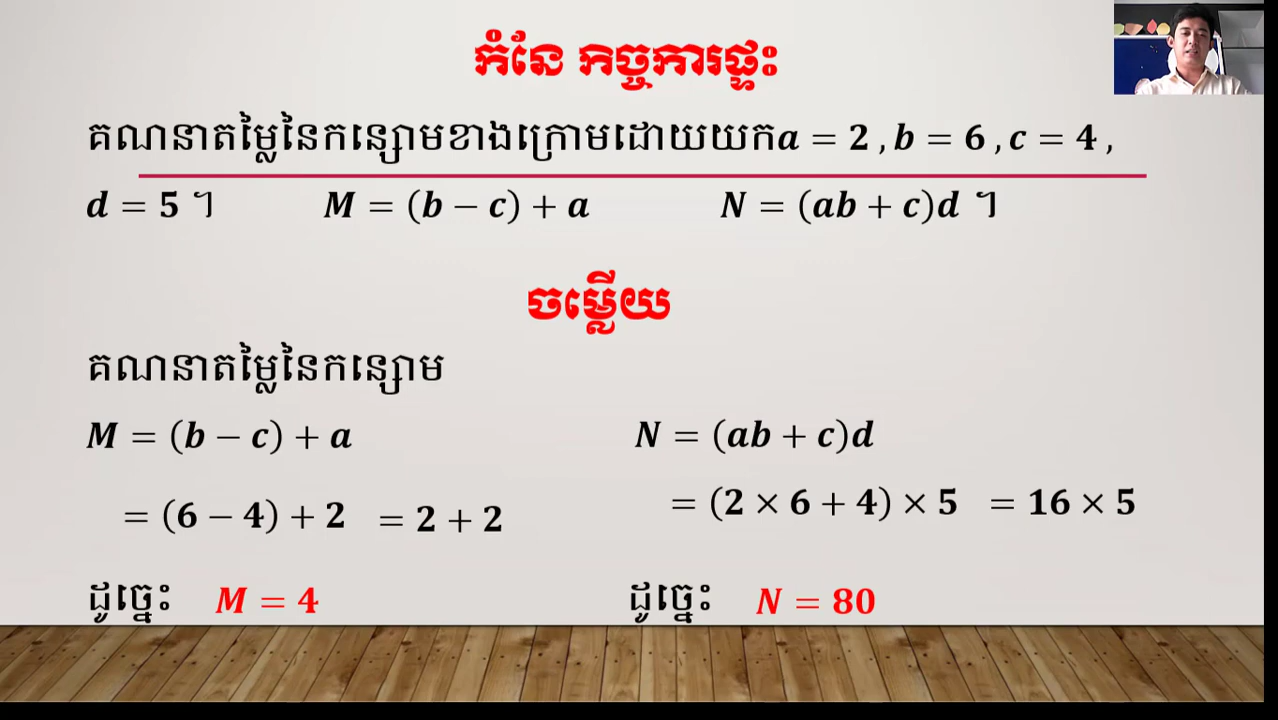 កំនែ កិច្ចការផ្ទះ
គណនាតម្លៃនៃកន្សោមខាងក្រោមដោយយកa = 2 , b = 6 , c = 4 ,
d = 5 ។ M = (b − c) + a N = (ab + c)d ។
ចម្លើយ
គណនាតម្លៃនៃកន្សោម
M = (b − c) + a N = (ab + c)d
= (6 − 4) + 2 = 2 + 2 = (2 × 6 + 4) × 5 = 16 × 5
ដូច្នេះ M = 4 ដូច្នេះ N = 80